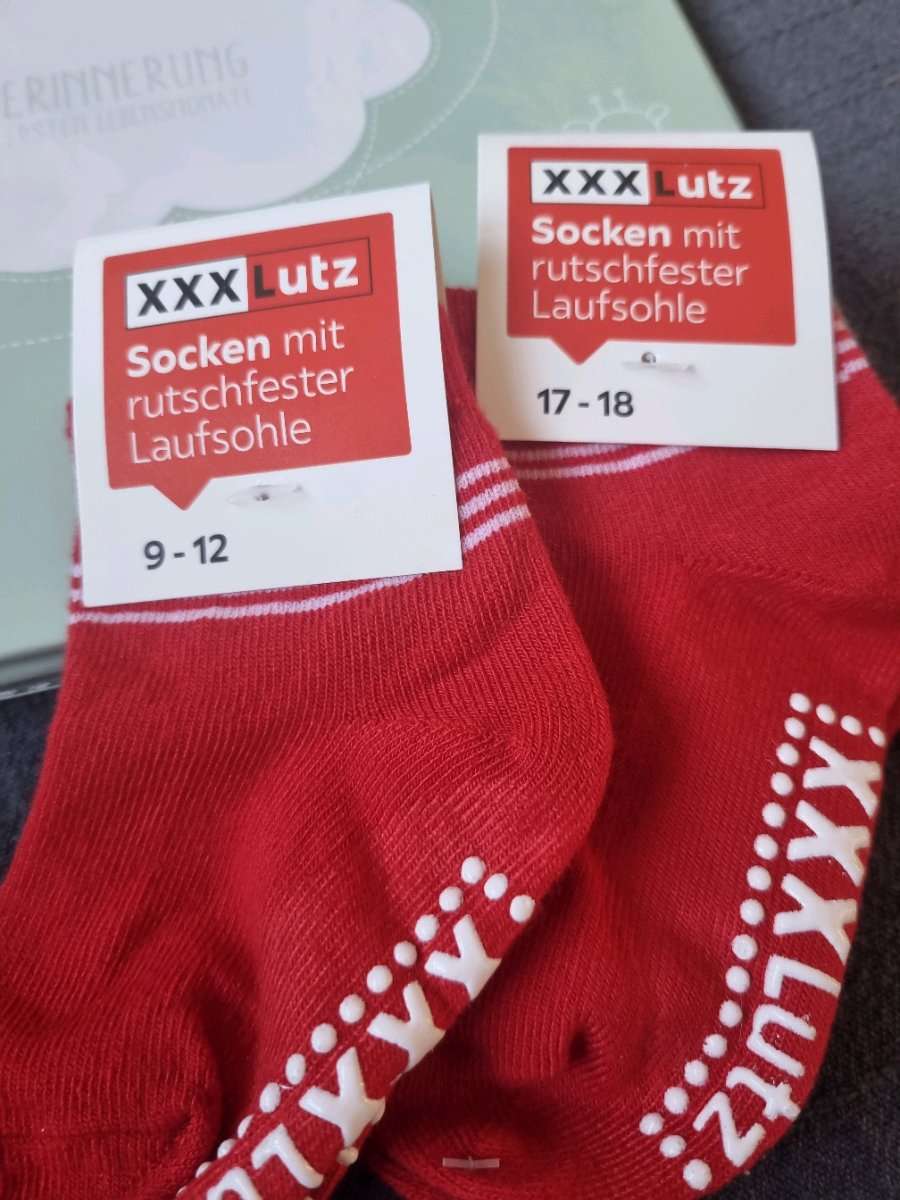 ERINNERUNG
XXXLutz
Socken mit
rutschfester
Laufsohle
9 - 12
XXXLutz
Socken mit
rutschfester
Laufsohle
17 - 18
XXXLutz
XXXLutz